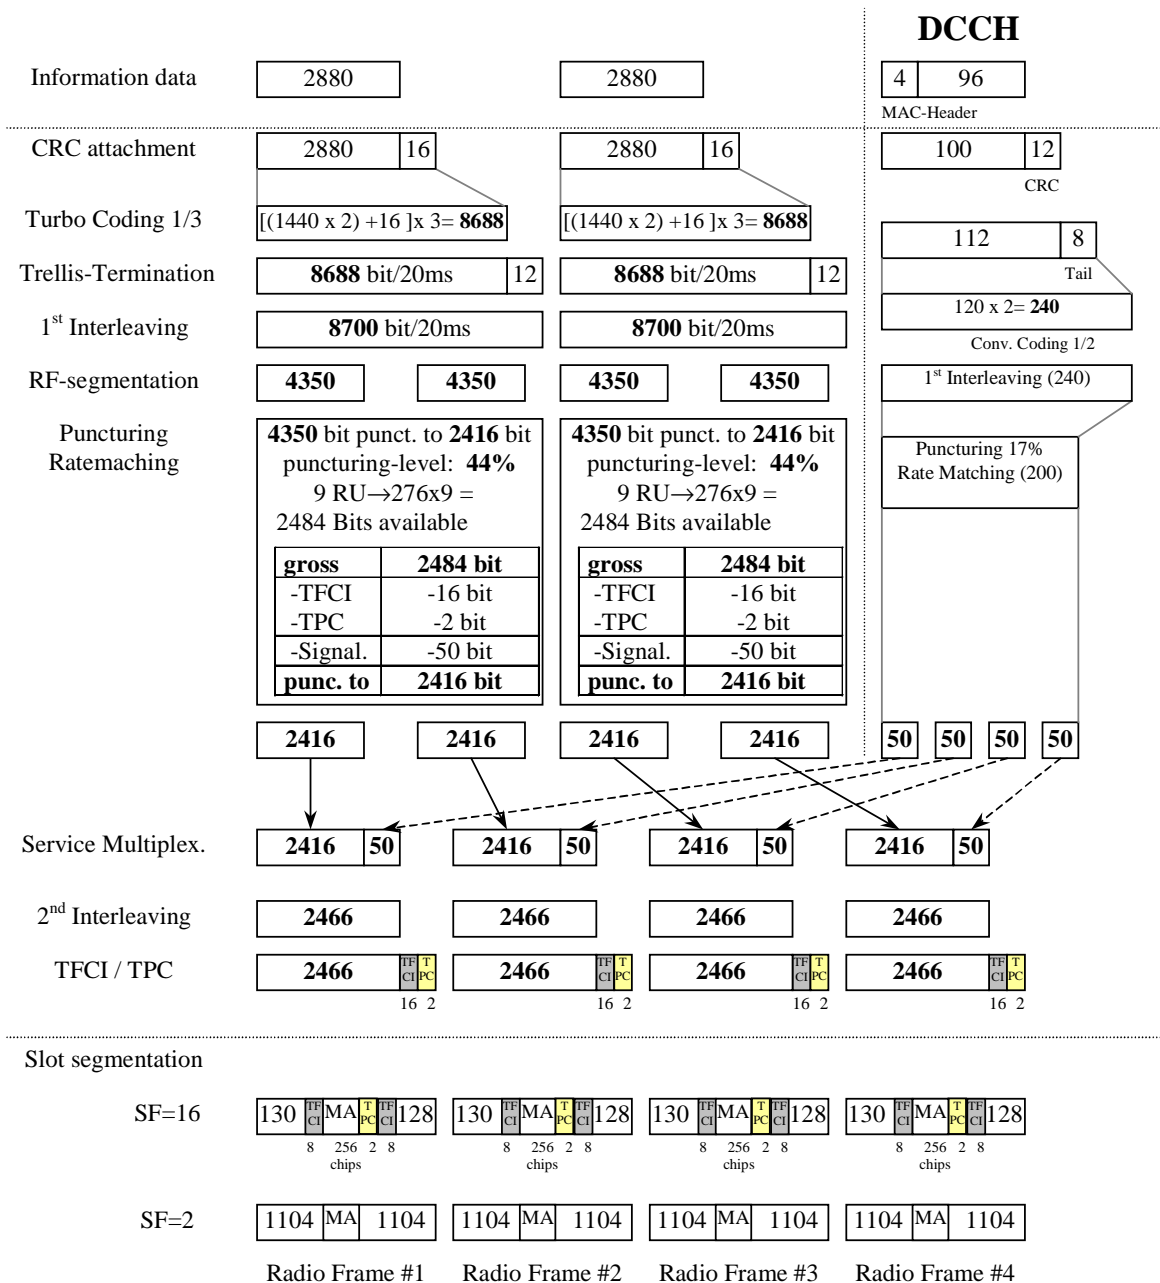 DCCH
Information data 2880 2880 4 96
MAC-Header
CRC attachment 2880 16 2880 16 100 12
CRC
Turbo Coding 1/3 [(1440 x 2) +16 ]x 3= 8688 [(1440 x 2) +16 ]x 3= 8688
112 8
Trellis-Termination 8688 bit/20ms 12 8688 bit/20ms 12 Tail
120 x 2= 240
1st Interleaving 8700 bit/20ms 8700 bit/20ms
Conv. Coding 1/2
RF-segmentation 4350 4350 4350 4350 1st Interleaving (240)
Puncturing 4350 bit punct. to 2416 bit 4350 bit punct. to 2416 bit
Ratemaching puncturing-level: 44% puncturing-level: 44% Puncturing 17%
Rate Matching (200)
9 RU→276x9 = 9 RU→276x9 =
2484 Bits available 2484 Bits available
gross 2484 bit gross 2484 bit
-TFCI -16 bit -TFCI -16 bit
-TPC -2 bit -TPC -2 bit
-Signal. -50 bit -Signal. -50 bit
punc. to 2416 bit punc. to 2416 bit
2416 2416 2416 2416 50 50 50 50
Service Multiplex. 2416 50 2416 50 2416 50 2416 50
2nd Interleaving 2466 2466 2466 2466
TFCI / TPC 2466 TF CI T PC 2466 TF CI T PC 2466 TF CI T PC 2466 TF CI T PC
16 2 16 2 16 2 16 2
Slot segmentation
SF=16 130 TF CI MA T PC TF CI 128 130 TF CI MA T PC TF CI 128 130 TF CI MA T PC TF CI 128 130 TF CI MA T PC TF CI 128
8 256 2 8 8 256 2 8 8 256 2 8 8 256 2 8
chips chips chips chips
SF=2 1104 MA 1104 1104 MA 1104 1104 MA 1104 1104 MA 1104
Radio Frame #1 Radio Frame #2 Radio Frame #3 Radio Frame #4